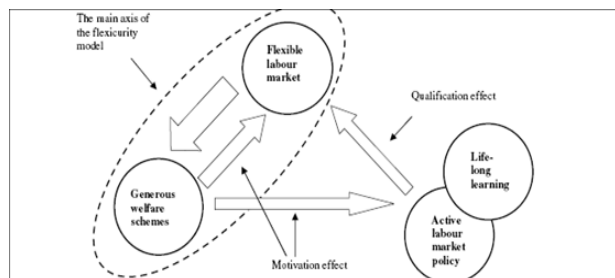 The main axis of
the flexicurity
model
Flexible
labour
market
Qualification effect
Life-
long
learning
Generous
welfare
schemes
Active
labour
market
policy
Motivation effect